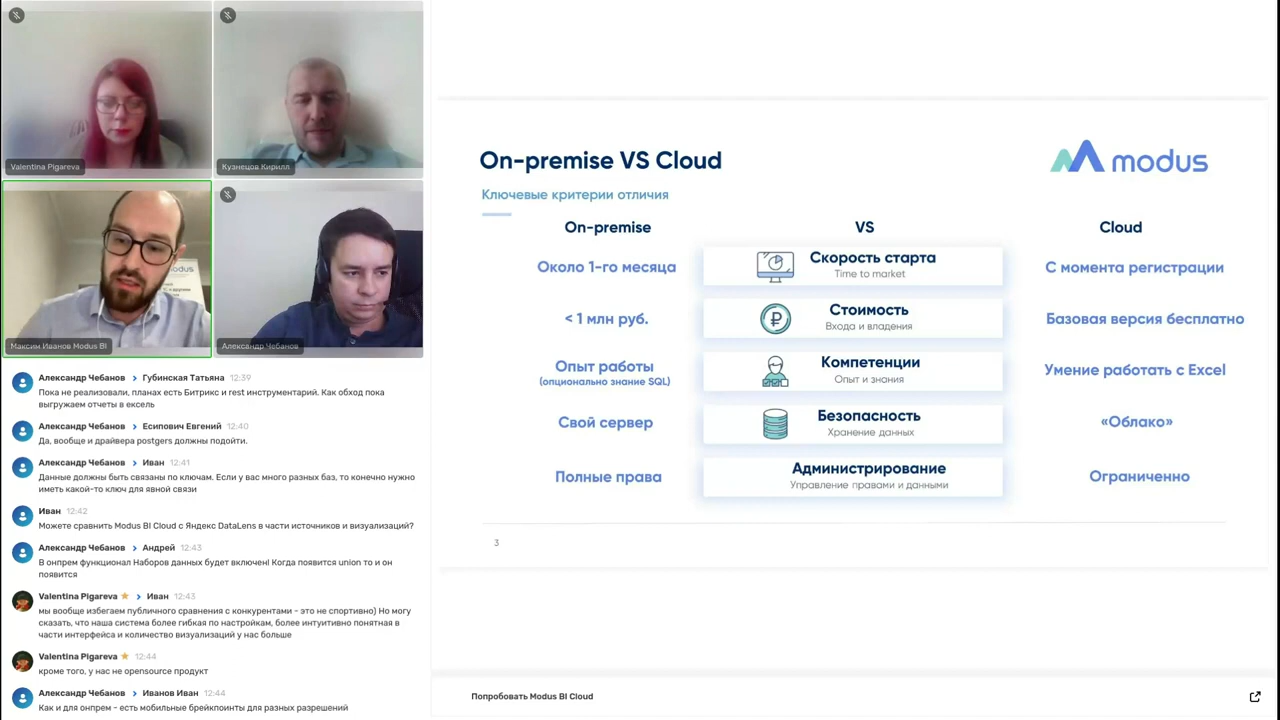 Valentina Pigareva
Кузнецов Кирилл
Максим Иванов Modus BI
Александр Чебанов
Александр Чебанов > Губинская Татьяна 12:39
Пока не реализовали, планах есть Битрикс и rest инструментарий. Как обход пока
выгружаем отчеты в ексель
Александр Чебанов > Есипович Евгений 12:40
Да, вообще и драйвера postgers должны подойти.
Александр Чебанов > Иван 12:41
Данные должны быть связаны по ключам. Если у вас много разных баз, то конечно нужно
иметь какой-то ключ для явной связи
Иван 12:42
Можете сравнить Modus BI Cloud с Яндекс DataLens в части источников и визуализаций?
Александр Чебанов > Андрей 12:43
В онпрем функционал Наборов данных будет включен! Когда появится union то и он
появится
Valentina Pigareva > Иван 12:43
мы вообще избегаем публичного сравнения с конкурентами - это не спортивно) Но могу
сказать, что наша система более гибкая по настройкам, более интуитивно понятная в
части интерфейса и количество визуализаций у нас больше
Valentina Pigareva 12:44
кроме того, у нас не opensource продукт
Александр Чебанов > Иванов Иван 12:44
Как и для онпрем - есть мобильные брейкпоинты для разных разрешений
On-premise VS Cloud
modus
Ключевые критерии отличия
On-premise VS Cloud
Около 1-го месяца
Скорость старта
Time to market
С момента регистрации
< 1 млн руб.
Стоимость
Входа и владения
Базовая версия бесплатно
Опыт работы
(опционально знание SQL)
Компетенции
Опыт и знания
Умение работать с Excel
Свой сервер
Безопасность
Хранение данных
«Облако»
Полные права
Администрирование
Управление правами и данными
Ограниченно
3
Попробовать Modus BI Cloud